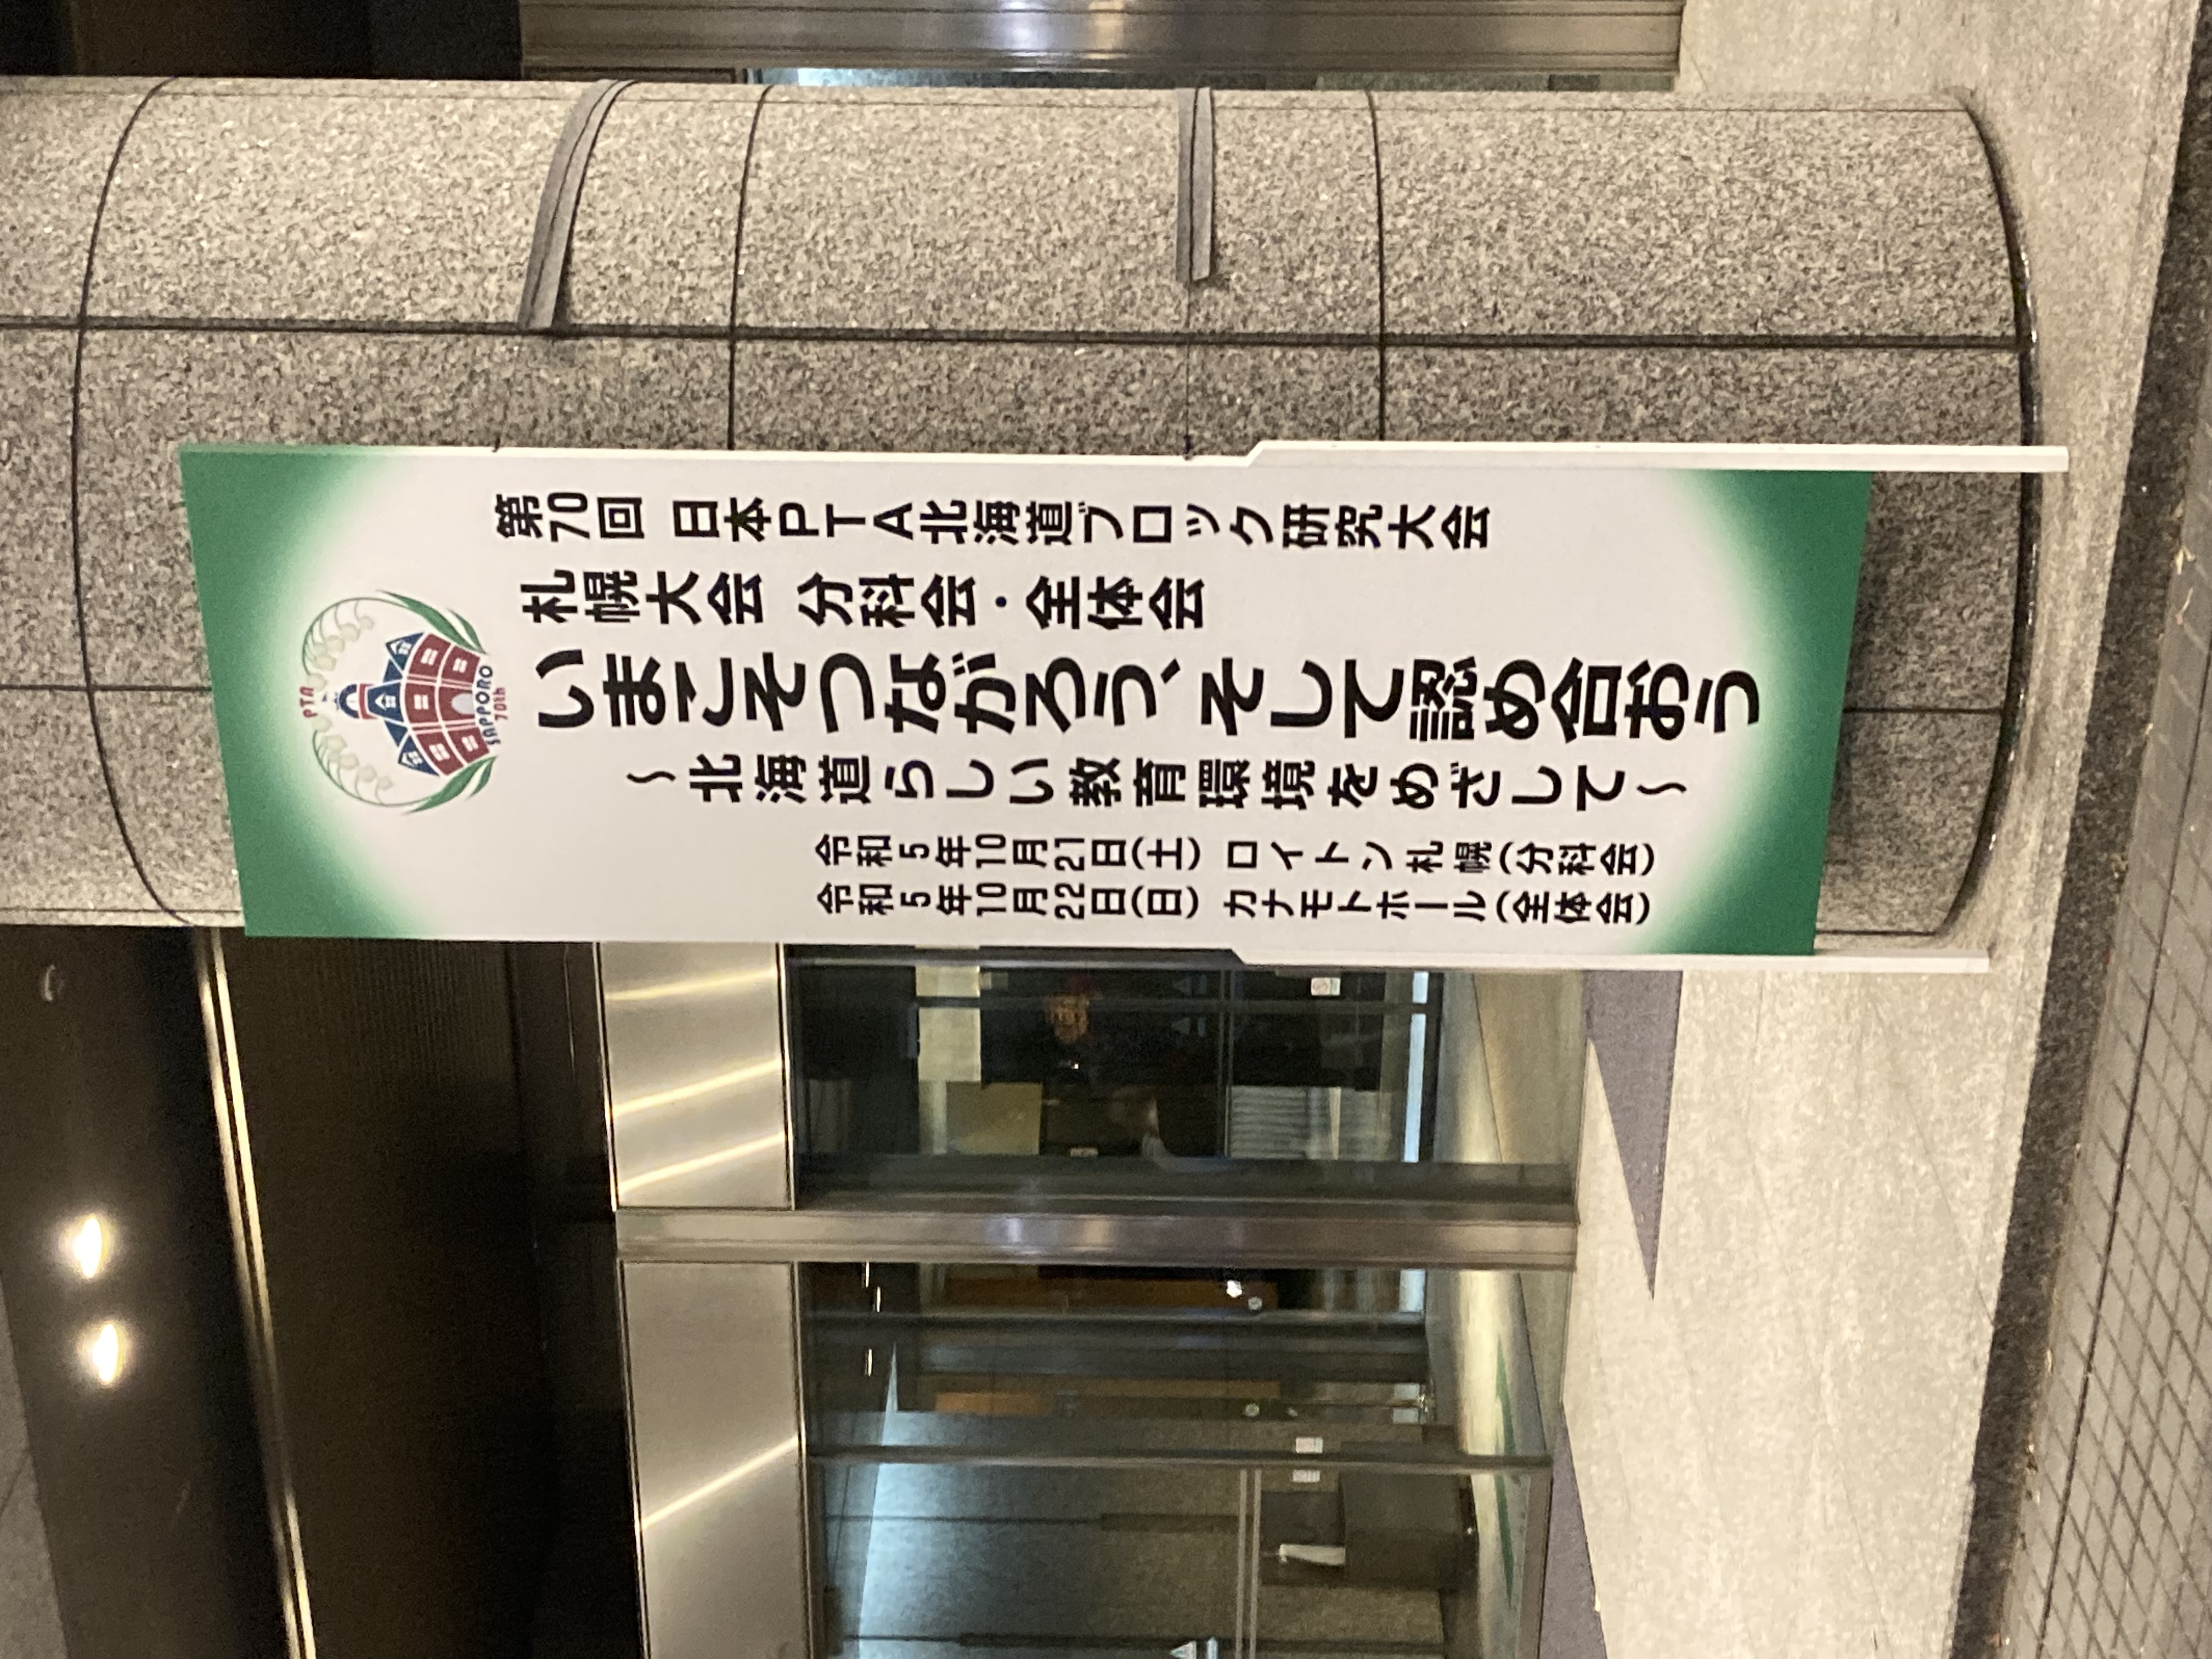 PTA
SAPPORO
70th
第70回 日本PTA北海道ブロック研究大会
札幌大会 分科会・全体会
いまこそつながろう、そして認め合おう
～北海道らしい教育環境をめざして～
令和5年10月21日(土) ロイトン札幌(分科会)
令和5年10月22日(日) カナモトホール(全体会)